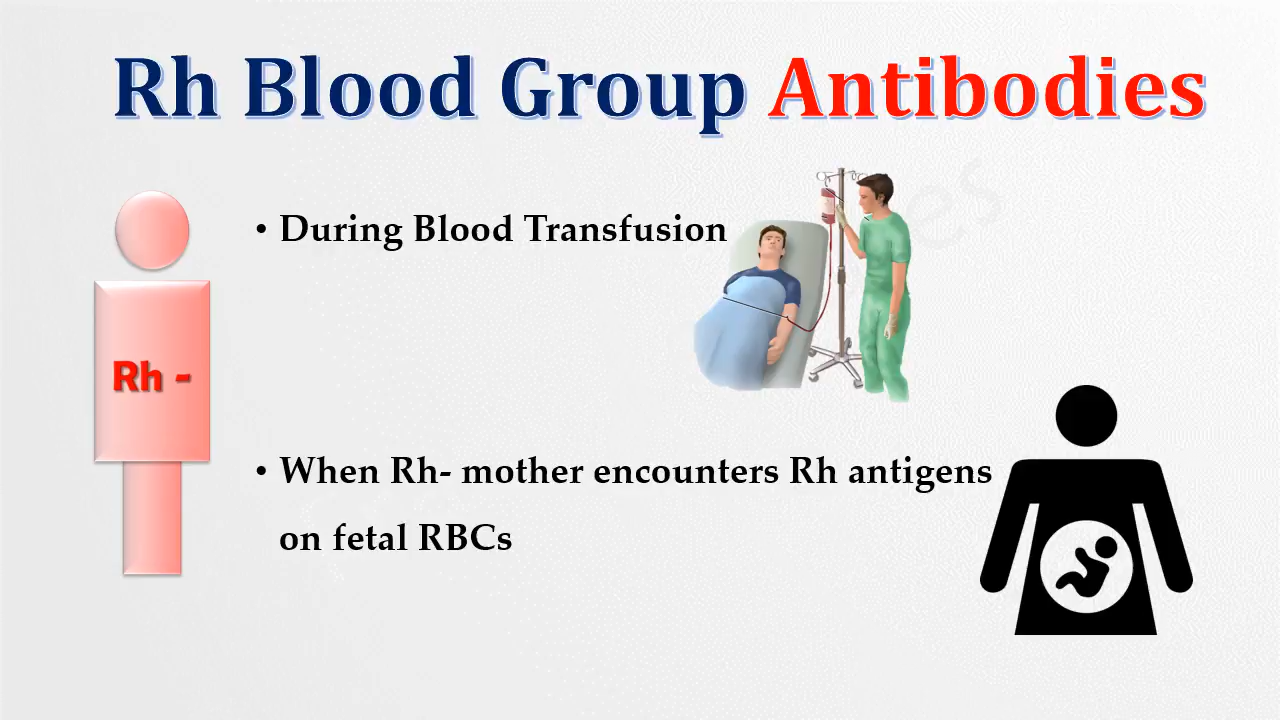 Rh Blood Group Antibodies
• During Blood Transfusion
Rh -
• When Rh- mother encounters Rh antigens
on fetal RBCs